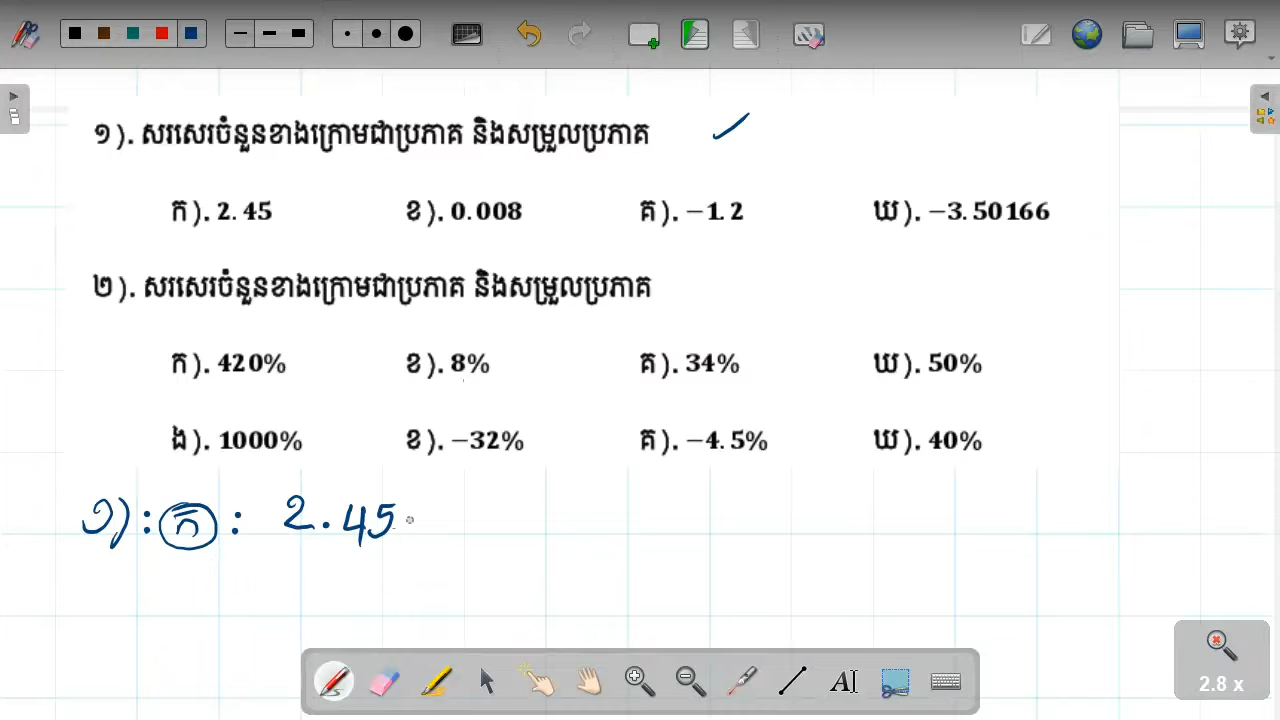 ១). សរសេរចំនួនខាងក្រោមជាប្រភាគ និងសម្រួលប្រភាគ
ក). 2.45 ខ). 0.008 គ). −1.2 ឃ). −3.50166
២). សរសេរចំនួនខាងក្រោមជាប្រភាគ និងសម្រួលប្រភាគ
ក). 420% ខ). 8% គ). 34% ឃ). 50%
ង). 1000% ខ). −32% គ). −4.5% ឃ). 40%
១): ក : 2.45
2.8 x